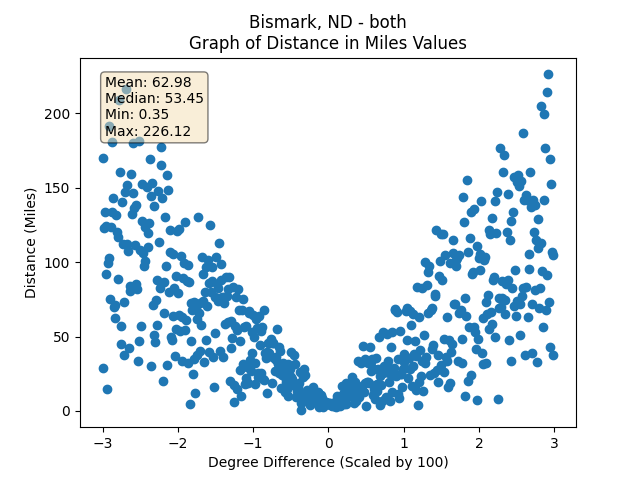 Bismark, ND - both
Graph of Distance in Miles Values
Mean: 62.98
Median: 53.45
Min: 0.35
Max: 226.12
200
150
100
50
0
Distance (Miles)
−3 −2 −1 0 1 2 3
Degree Difference (Scaled by 100)